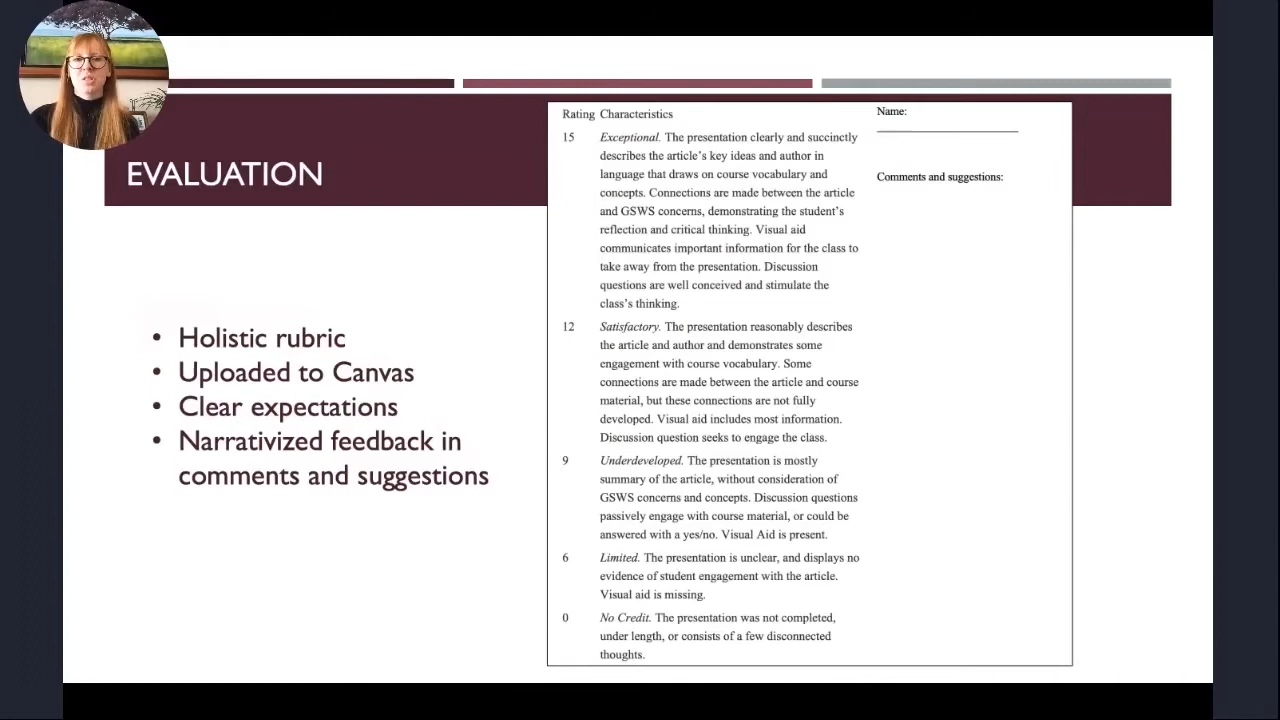 EVALUATION
• Holistic rubric
• Uploaded to Canvas
• Clear expectations
• Narrativized feedback in
comments and suggestions
Rating Characteristics
15 Exceptional. The presentation clearly and succinctly
describes the article's key ideas and author in
language that draws on course vocabulary and
concepts. Connections are made between the article
and GSWS concerns, demonstrating the student's
reflection and critical thinking. Visual aid
communicates important information for the class to
take away from the presentation. Discussion
questions are well conceived and stimulate the
class's thinking.
12 Satisfactory. The presentation reasonably describes
the article and author and demonstrates some
engagement with course vocabulary. Some
connections are made between the article and course
material, but these connections are not fully
developed. Visual aid includes most information.
Discussion question seeks to engage the class.
9 Underdeveloped. The presentation is mostly
summary of the article, without consideration of
GSWS concerns and concepts. Discussion questions
passively engage with course material, or could be
answered with a yes/no. Visual Aid is present.
6 Limited. The presentation is unclear, and displays no
evidence of student engagement with the article.
Visual aid is missing.
0 No Credit. The presentation was not completed,
under length, or consists of a few disconnected
thoughts.
Name:
Comments and suggestions: